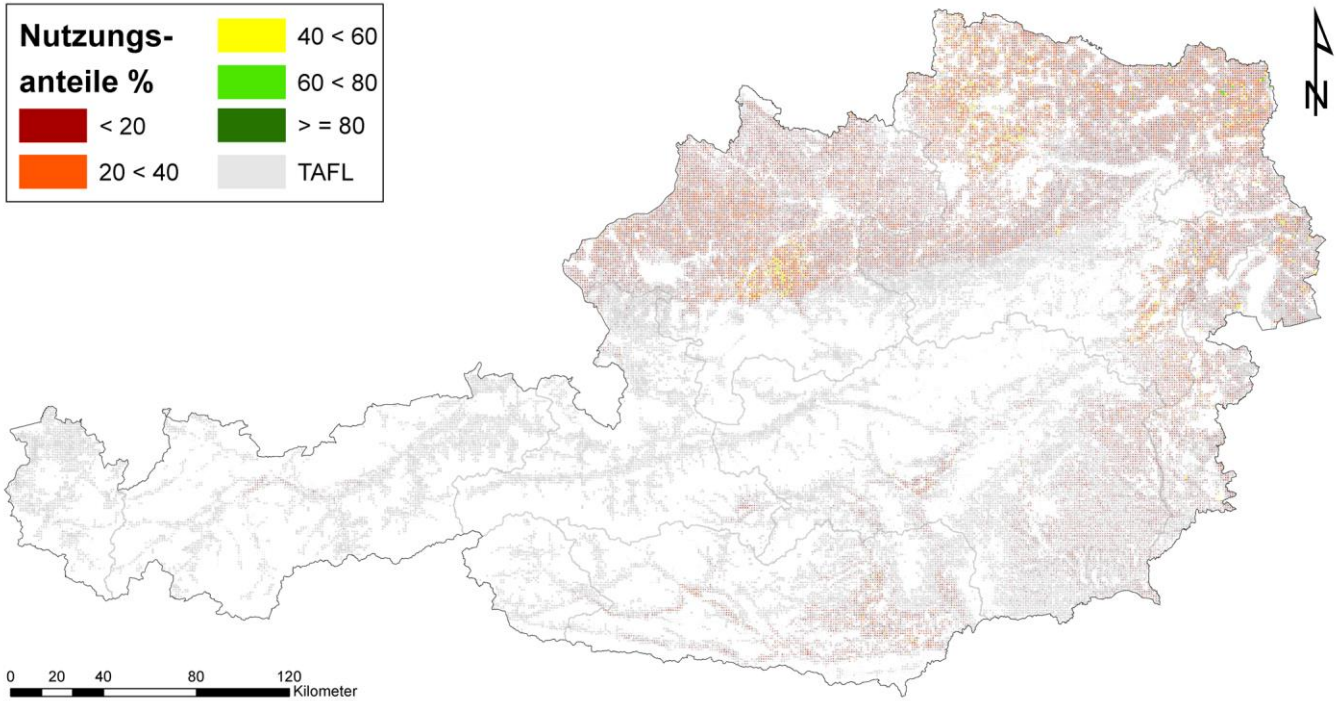 Nutzungs-
anteile %
< 20
20 < 40
40 < 60
60 < 80
> = 80
TAFL
N
0 20 40 80 120
Kilometer